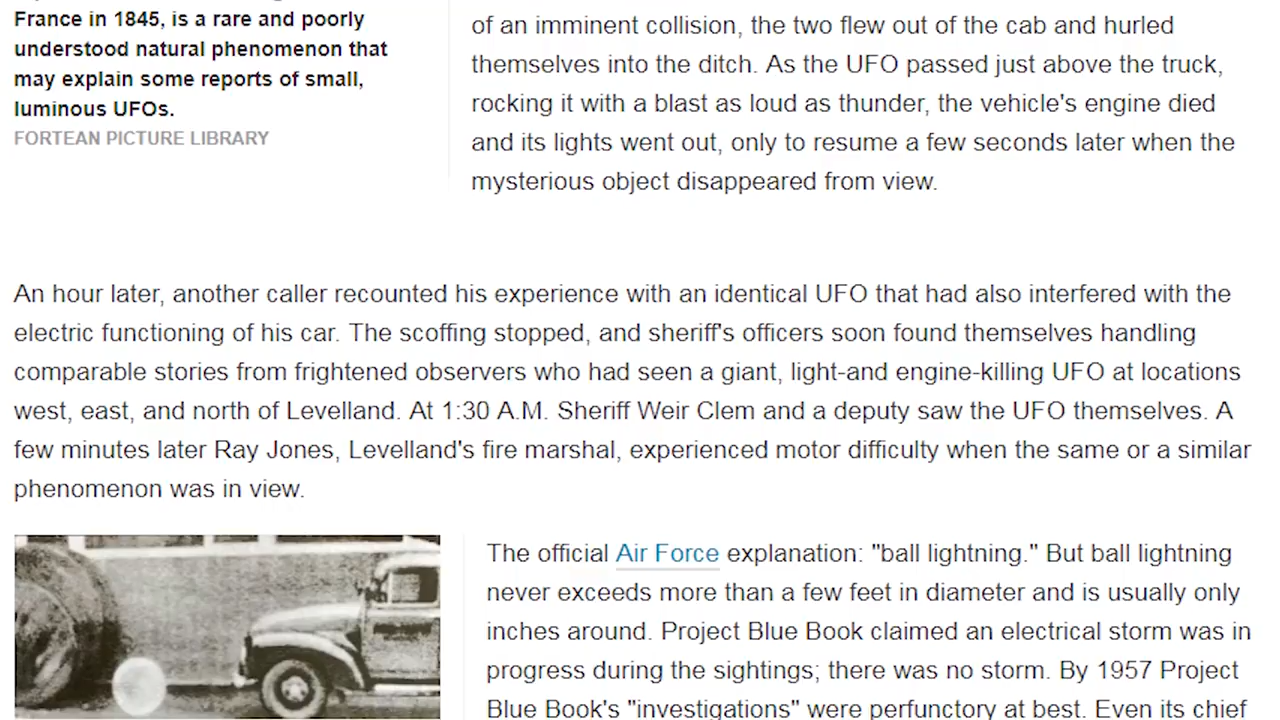 France in 1845, is a rare and poorly
understood natural phenomenon that
may explain some reports of small,
luminous UFOs.
FORTEAN PICTURE LIBRARY
of an imminent collision, the two flew out of the cab and hurled
themselves into the ditch. As the UFO passed just above the truck,
rocking it with a blast as loud as thunder, the vehicle's engine died
and its lights went out, only to resume a few seconds later when the
mysterious object disappeared from view.
An hour later, another caller recounted his experience with an identical UFO that had also interfered with the
electric functioning of his car. The scoffing stopped, and sheriff's officers soon found themselves handling
comparable stories from frightened observers who had seen a giant, light-and engine-killing UFO at locations
west, east, and north of Levelland. At 1:30 A.M. Sheriff Weir Clem and a deputy saw the UFO themselves. A
few minutes later Ray Jones, Levelland's fire marshal, experienced motor difficulty when the same or a similar
phenomenon was in view.
The official Air Force explanation: "ball lightning." But ball lightning
never exceeds more than a few feet in diameter and is usually only
inches around. Project Blue Book claimed an electrical storm was in
progress during the sightings; there was no storm. By 1957 Project
Blue Book's "investigations" were perfunctory at best. Even its chief